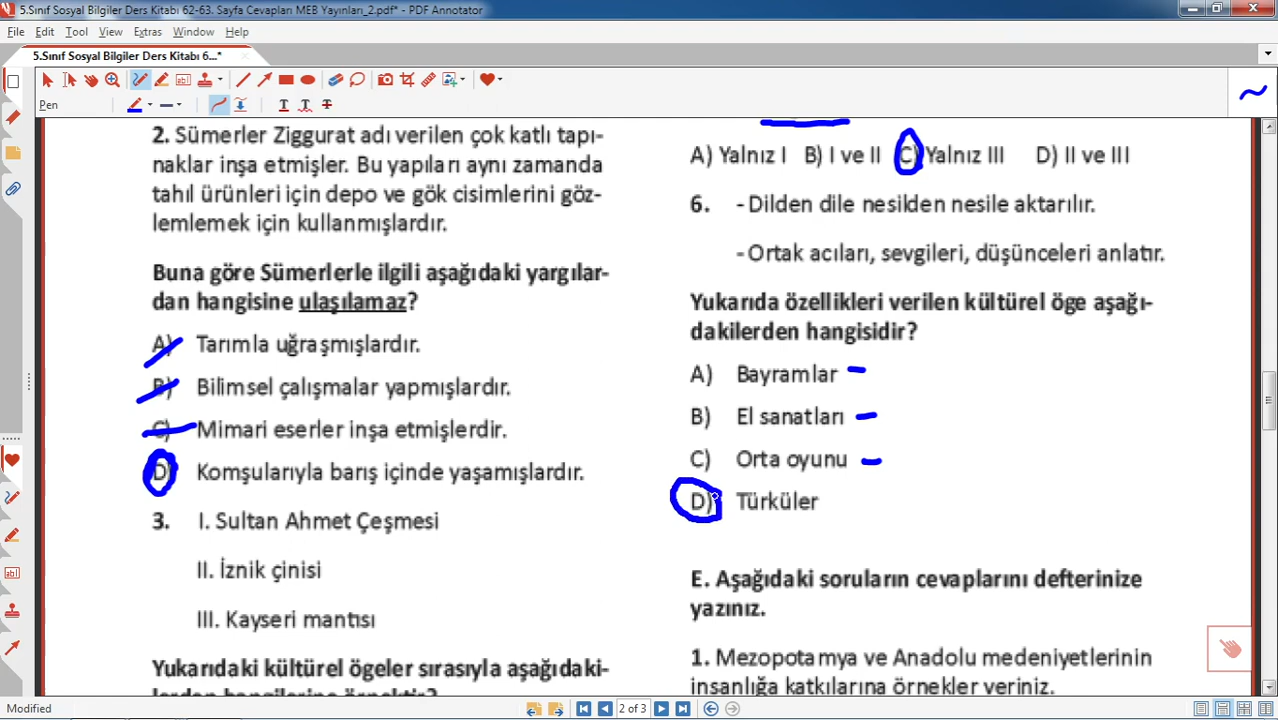 5.Sınıf Sosyal Bilgiler Ders Kitabı 62-63. Sayfa Cevapları MEB Yayınları_2.pdf* - PDF Annotator
File Edit Tool View Extras Window Help
5.Sınıf Sosyal Bilgiler Ders Kitabı 6...*
Pen
2. Sümerler Ziggurat adı verilen çok katlı tapı-
naklar inşa etmişler. Bu yapıları aynı zamanda
tahıl ürünleri için depo ve gök cisimlerini göz-
lemlemek için kullanmışlardır.
Buna göre Sümerlerle ilgili aşağıdaki yargılar-
dan hangisine ulaşılamaz?
A) Tarımla uğraşmışlardır.
B) Bilimsel çalışmalar yapmışlardır.
C) Mimari eserler inşa etmişlerdir.
D) Komşularıyla barış içinde yaşamışlardır.
3. I. Sultan Ahmet Çeşmesi
II. İznik çinisi
III. Kayseri mantısı
Yukarıdaki kültürel ögeler sırasıyla aşağıdaki-
lerden hangilerine örnektir?
A) Yalnız I B) I ve II C) Yalnız III D) II ve III
6. - Dilden dile nesilden nesile aktarılır.
- Ortak acıları, sevgileri, düşünceleri anlatır.
Yukarıda özellikleri verilen kültürel öge aşağı-
dakilerden hangisidir?
A) Bayramlar
B) El sanatları
C) Orta oyunu
D) Türküler
E. Aşağıdaki soruların cevaplarını defterinize
yazınız.
1. Mezopotamya ve Anadolu medeniyetlerinin
insanlığa katkılarına örnekler veriniz.
Modified
2 of 3